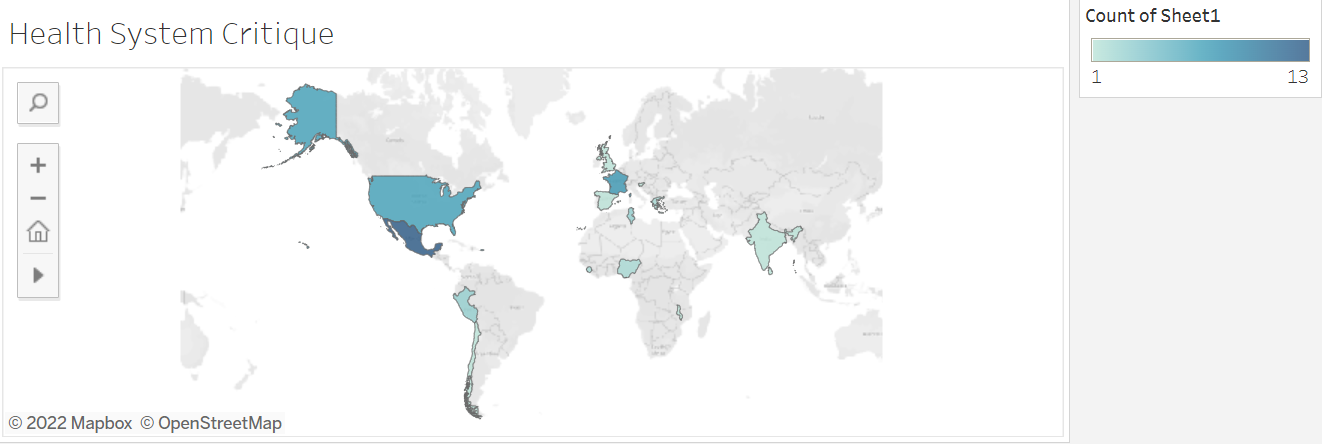 Health System Critique
Count of Sheet1
1 13
© 2022 Mapbox © OpenStreetMap